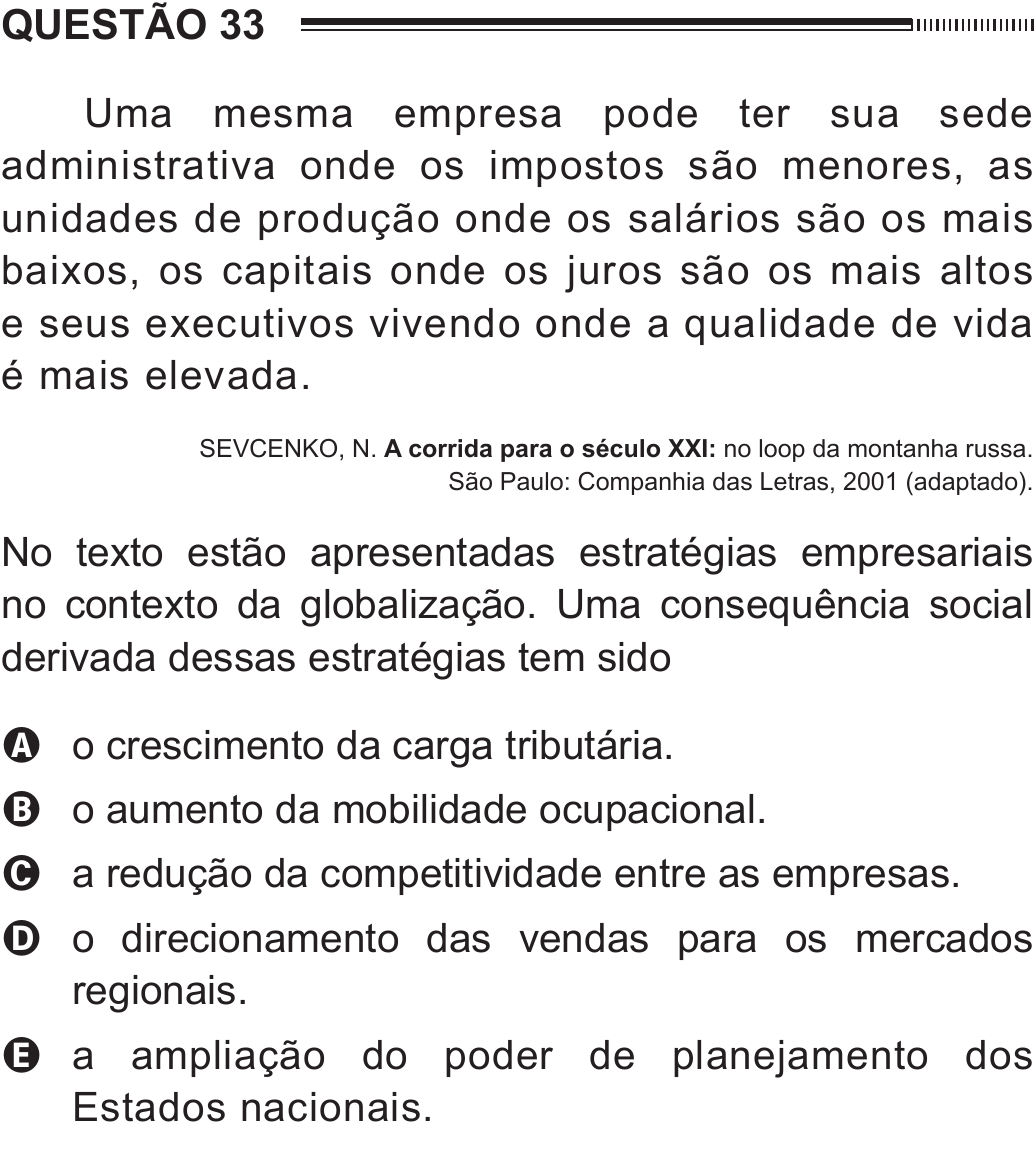 QUESTÃO 33
Uma mesma empresa pode ter sua sede
administrativa onde os impostos são menores, as
unidades de produção onde os salários são os mais
baixos, os capitais onde os juros são os mais altos
e seus executivos vivendo onde a qualidade de vida
é mais elevada.
SEVCENKO, N. A corrida para o século XXI: no loop da montanha russa.
São Paulo: Companhia das Letras, 2001 (adaptado).
No texto estão apresentadas estratégias empresariais
no contexto da globalização. Uma consequência social
derivada dessas estratégias tem sido
A o crescimento da carga tributária.
B o aumento da mobilidade ocupacional.
C a redução da competitividade entre as empresas.
D o direcionamento das vendas para os mercados
regionais.
E a ampliação do poder de planejamento dos
Estados nacionais.